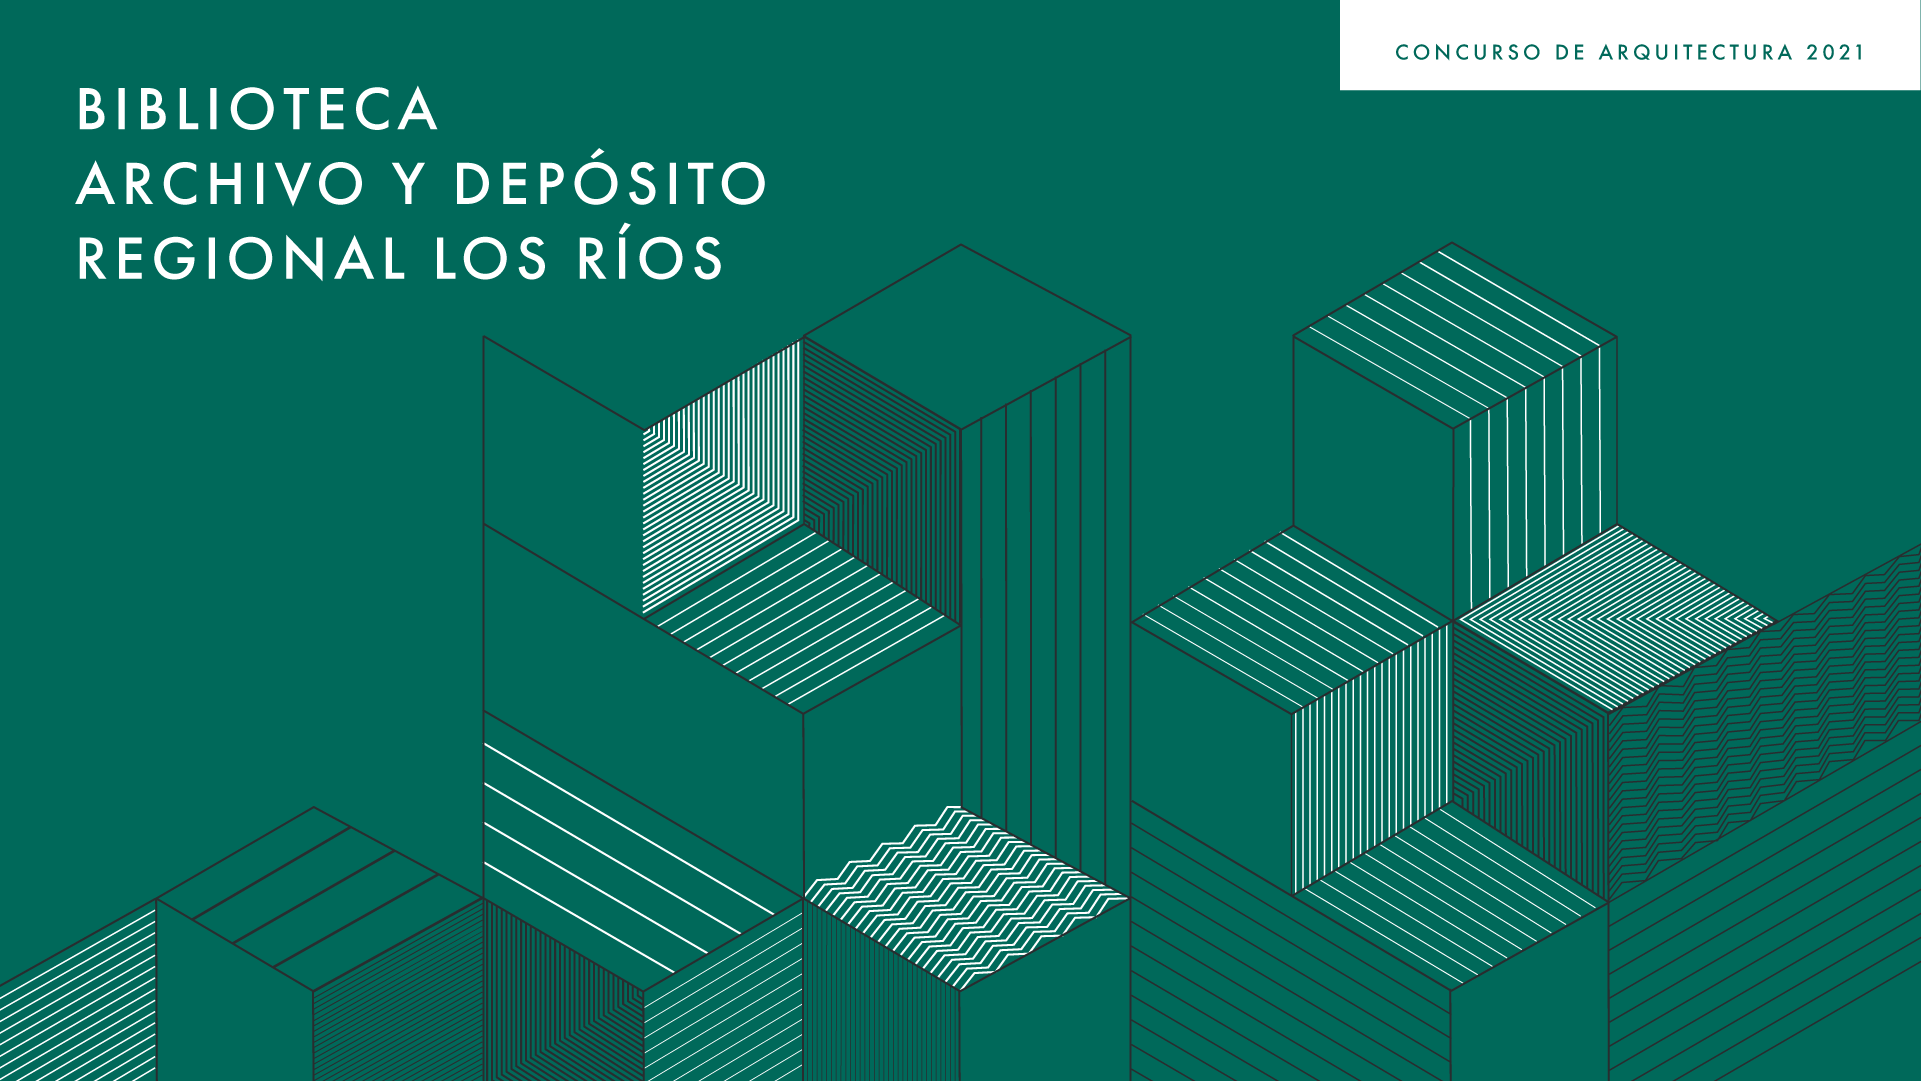 CONCURSO DE ARQUITECTURA 2021
BIBLIOTECA
ARCHIVO Y DEPÓSITO
REGIONAL LOS RÍOS